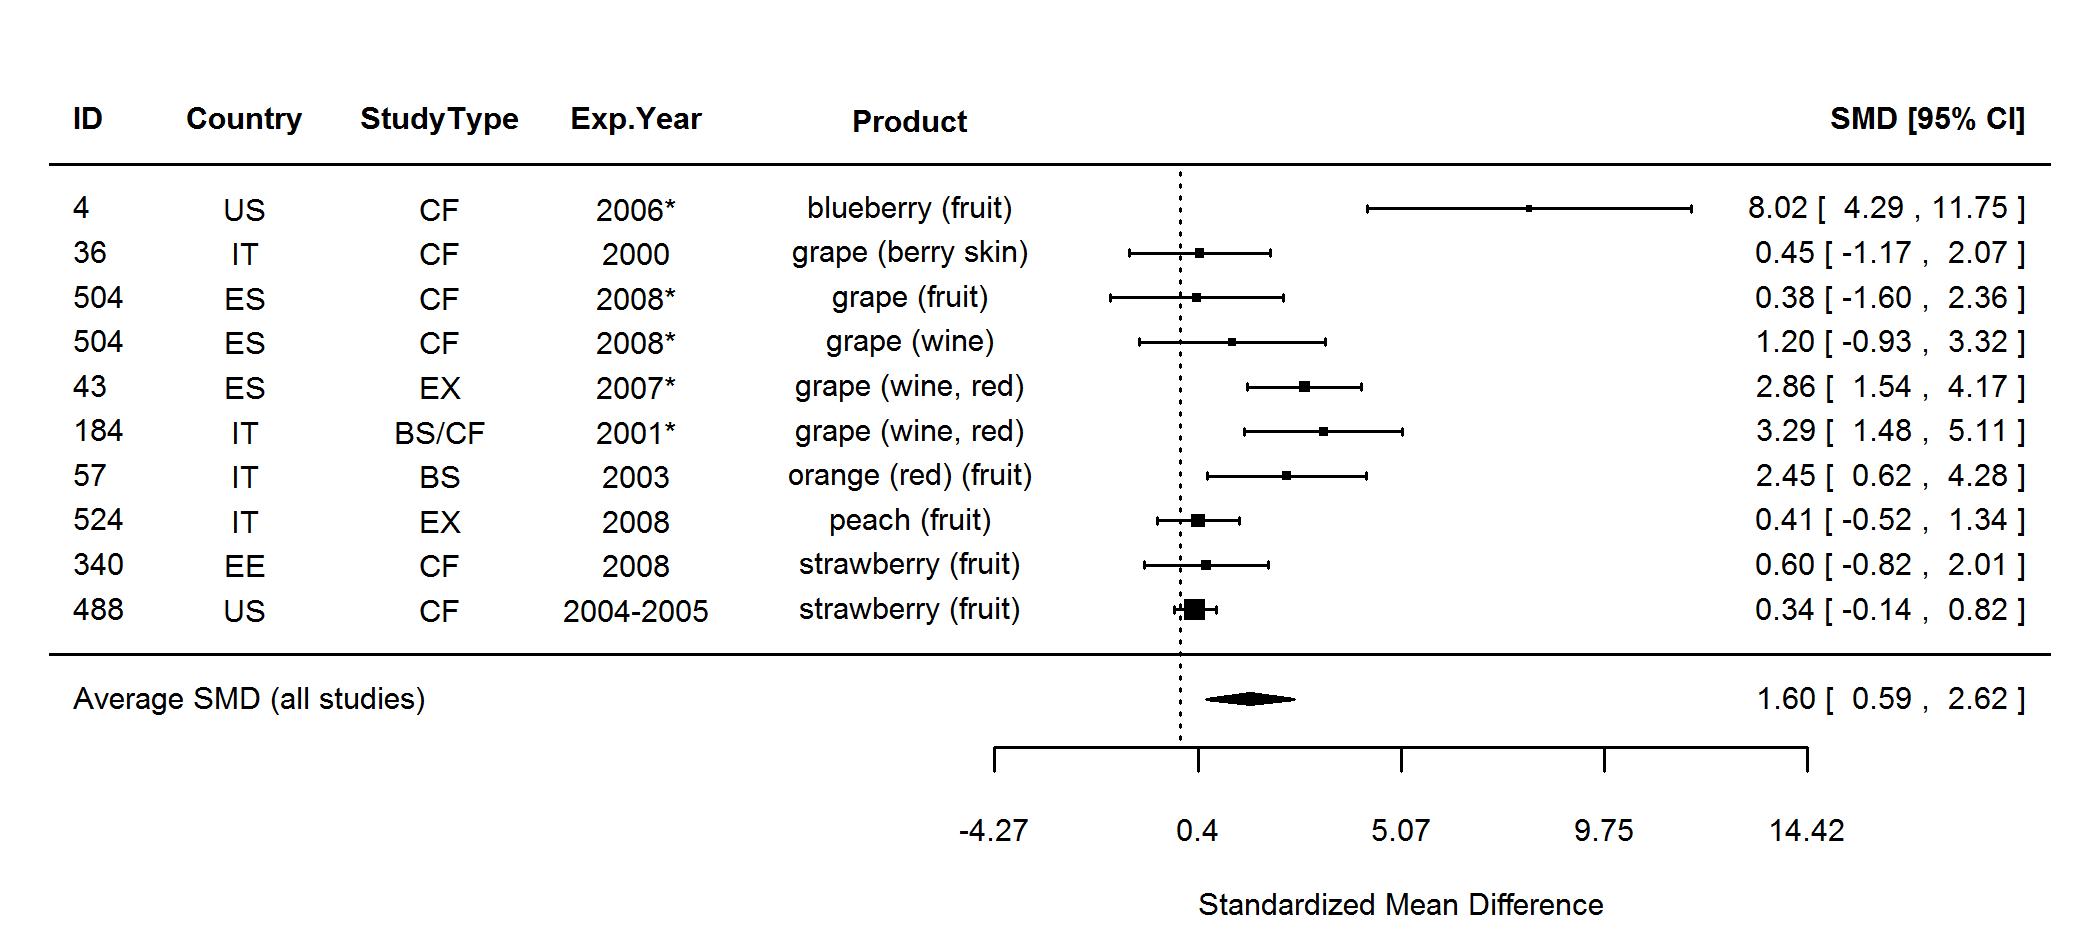 ID Country StudyType Exp.Year Product SMD [95% CI]
4 US CF 2006* blueberry (fruit) 8.02 [ 4.29 , 11.75 ]
36 IT CF 2000 grape (berry skin) 0.45 [ -1.17 , 2.07 ]
504 ES CF 2008* grape (fruit) 0.38 [ -1.60 , 2.36 ]
504 ES CF 2008* grape (wine) 1.20 [ -0.93 , 3.32 ]
43 ES EX 2007* grape (wine, red) 2.86 [ 1.54 , 4.17 ]
184 IT BS/CF 2001* grape (wine, red) 3.29 [ 1.48 , 5.11 ]
57 IT BS 2003 orange (red) (fruit) 2.45 [ 0.62 , 4.28 ]
524 IT EX 2008 peach (fruit) 0.41 [ -0.52 , 1.34 ]
340 EE CF 2008 strawberry (fruit) 0.60 [ -0.82 , 2.01 ]
488 US CF 2004-2005 strawberry (fruit) 0.34 [ -0.14 , 0.82 ]
Average SMD (all studies) 1.60 [ 0.59 , 2.62 ]
-4.27 0.4 5.07 9.75 14.42
Standardized Mean Difference